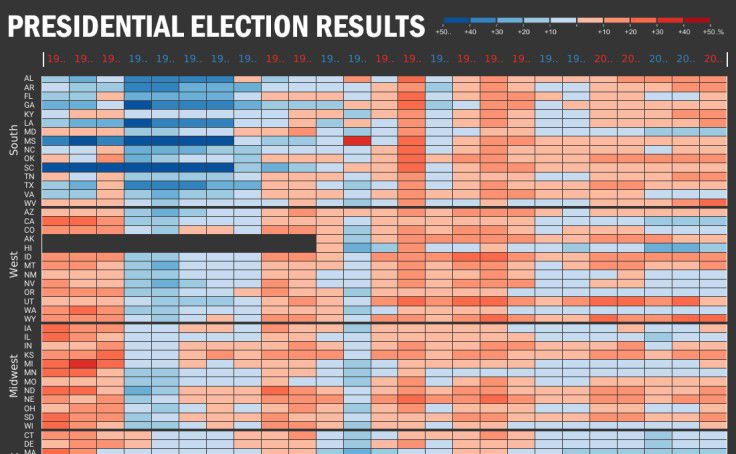 PRESIDENTIAL ELECTION RESULTS
+50.. +40 +30 +20 +10 +10 +20 +30 +40 +50.%
19.. 19.. 19.. 19.. 19.. 19.. 19.. 19.. 19.. 19.. 19.. 19.. 19.. 19.. 19.. 19.. 19.. 19.. 19.. 19.. 20.. 20.. 20.. 20.. 20..
South
AL
AR
FL
GA
KY
LA
MD
MS
NC
OK
SC
TN
TX
VA
WV
West
AZ
CA
CO
AK
HI
ID
MT
NM
NV
OR
UT
WA
WY
Midwest
IA
IL
IN
KS
MI
MN
MO
ND
NE
OH
SD
WI
CT
DE
MA